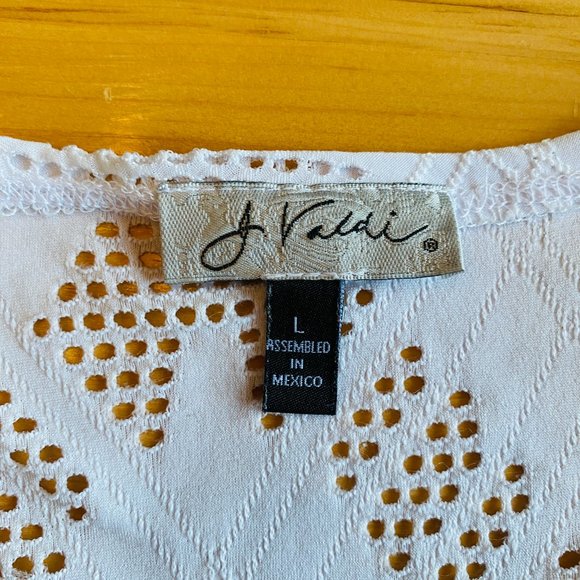 J. Valdi ®
L
ASSEMBLED
IN
MEXICO